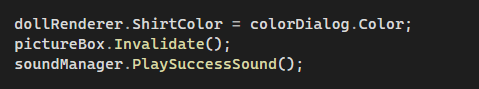 dollRenderer.ShirtColor = colorDialog.Color;
pictureBox.Invalidate();
soundManager.PlaySuccessSound();